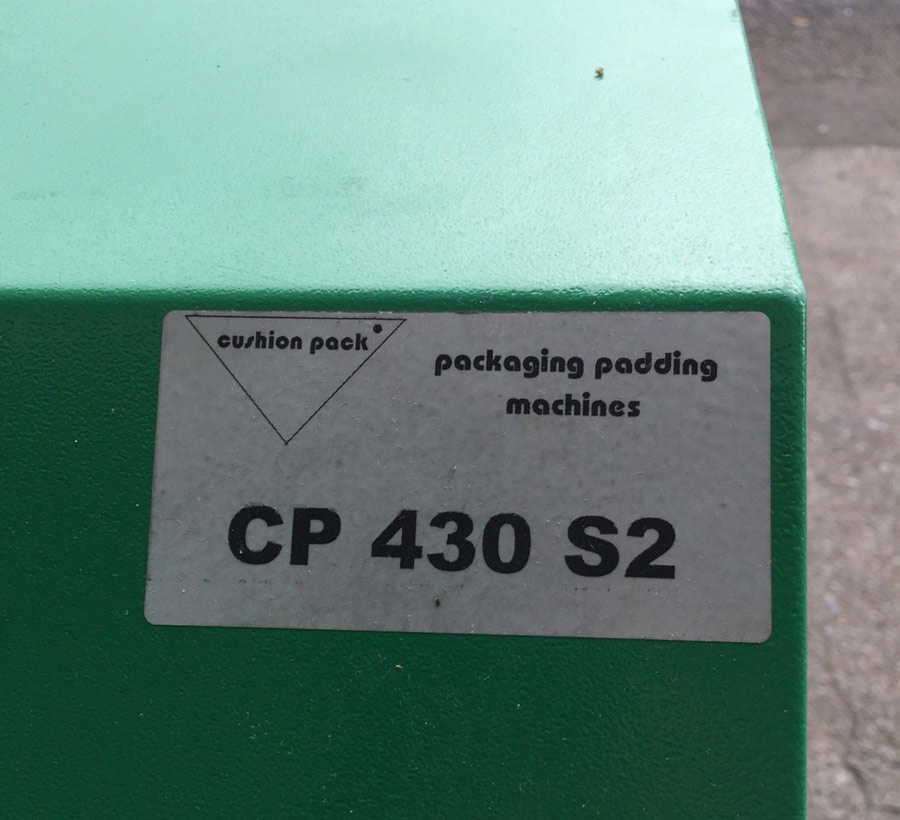 cushion pack
packaging padding
machines
CP 430 S2